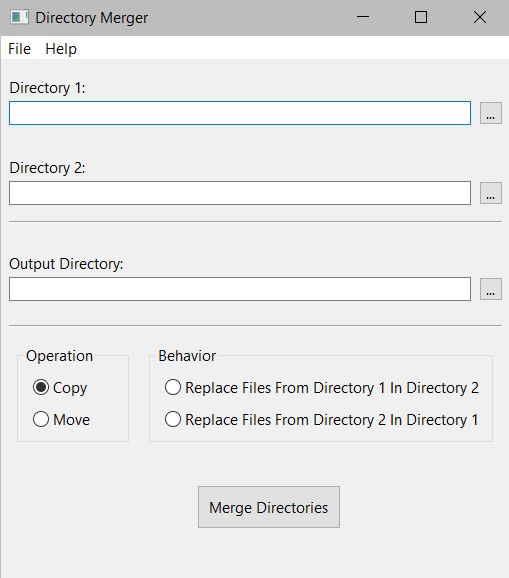 Directory Merger
File Help
Directory 1:
...
Directory 2:
...
Output Directory:
...
Operation
Copy
Move
Behavior
Replace Files From Directory 1 In Directory 2
Replace Files From Directory 2 In Directory 1
Merge Directories